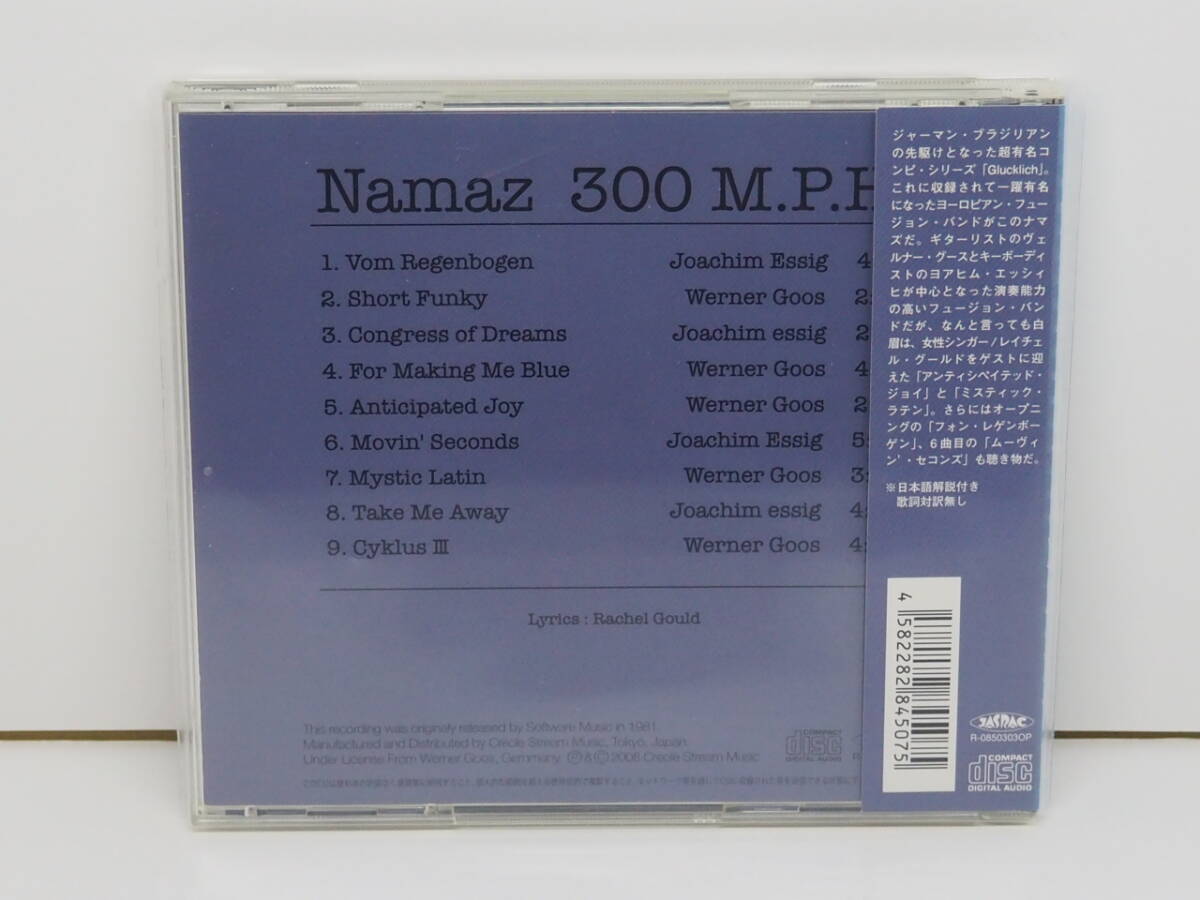 Namaz 300 M.P.H
1. Vom Regenbogen Joachim Essig 4
2. Short Funky Werner Goos 2:
3. Congress of Dreams Joachim essig 2
4. For Making Me Blue Werner Goos 4
5. Anticipated Joy Werner Goos 2
6. Movin' Seconds Joachim Essig 5:
7. Mystic Latin Werner Goos 3:
8. Take Me Away Joachim essig 4:
9. Cyklus Ⅲ Werner Goos 4:
Lyrics : Rachel Gould
This recording was originely released by Software Music in 1981.
Manufactured and Distributed by Creole Stream Music, Tokyo, Japan.
Under License From Werner Goos, Germany. Ⓟ&Ⓒ2008 Creole Stream Music
COMPACT
disc
DIGITAL AUDIO
ジャーマン・ブラジリアン
の先駆けとなった超有名コ
ンピ・シリーズ「Glucklich」。
これに収録されて一躍有名
になったヨーロピアン・フュー
ジョン・バンドがこのナマ
ズだ。ギターリストのヴェ
ルナー・グースとキーボーディ
ストのヨアヒム・エッシィ
ヒが中心となった演奏能力
の高いフュージョン・バン
ドだが、なんと言っても白
眉は、女性シンガー/レイチェ
ル・グールドをゲストに迎
えた「アンティシペイテッド・
ジョイ」と「ミスティック・
ラテン」。さらにはオープニ
ングの「フォン・レゲンボー
ゲン」、6曲目の「ムーヴィ
ン'・セコンズ」も聴き物だ。
※日本語解説付き
歌詞対訳無し
4 582282 845075
JASRAC
R-0850303OP
COMPACT
disc
DIGITAL AUDIO